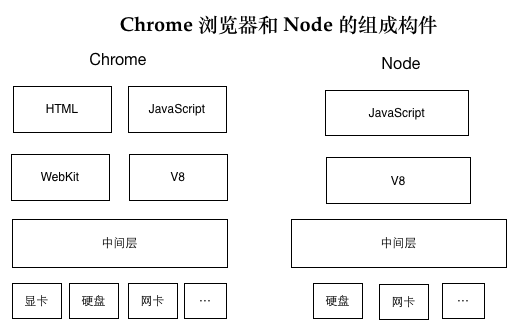 Chrome 浏览器和 Node 的组成构件
Chrome
Node
HTML
JavaScript
JavaScript
WebKit
V8
V8
中间层
中间层
显卡
硬盘
网卡
...
硬盘
网卡
...